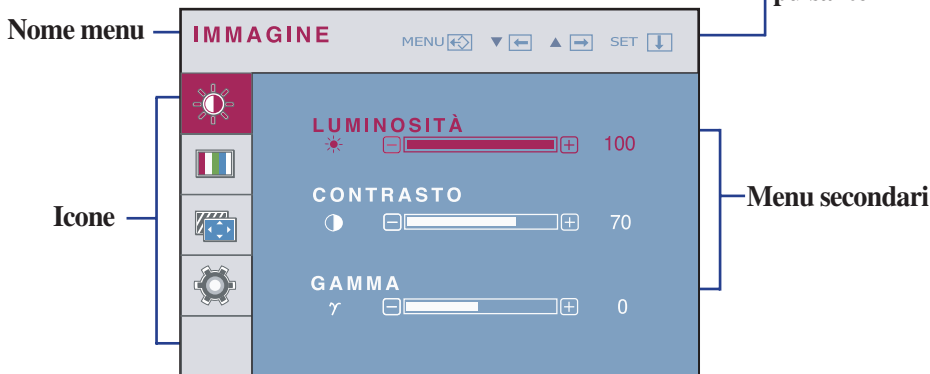 Nome menu
IMMAGINE
MENU ▼ ▲ SET
LUMINOSITÀ
100
CONTRASTO
70
GAMMA
γ 0
Icone
Menu secondari